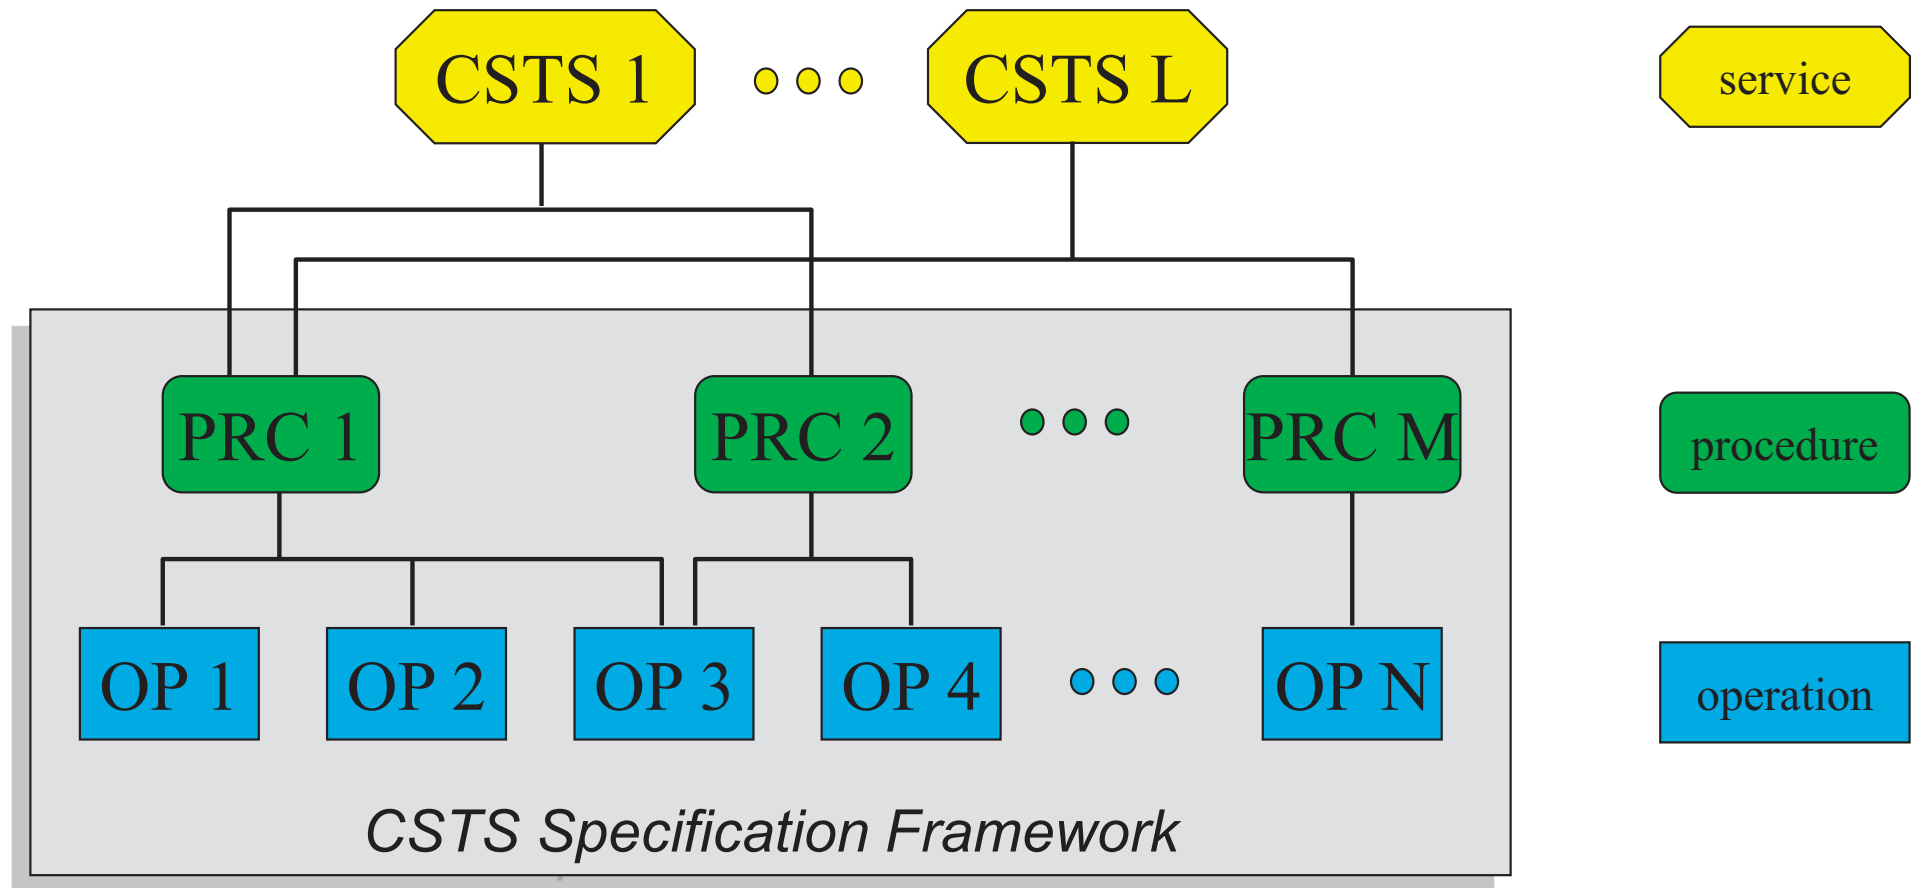 CSTS 1
CSTS L
service
PRC 1
PRC 2
PRC M
procedure
OP 1
OP 2
OP 3
OP 4
OP N
operation
CSTS Specification Framework